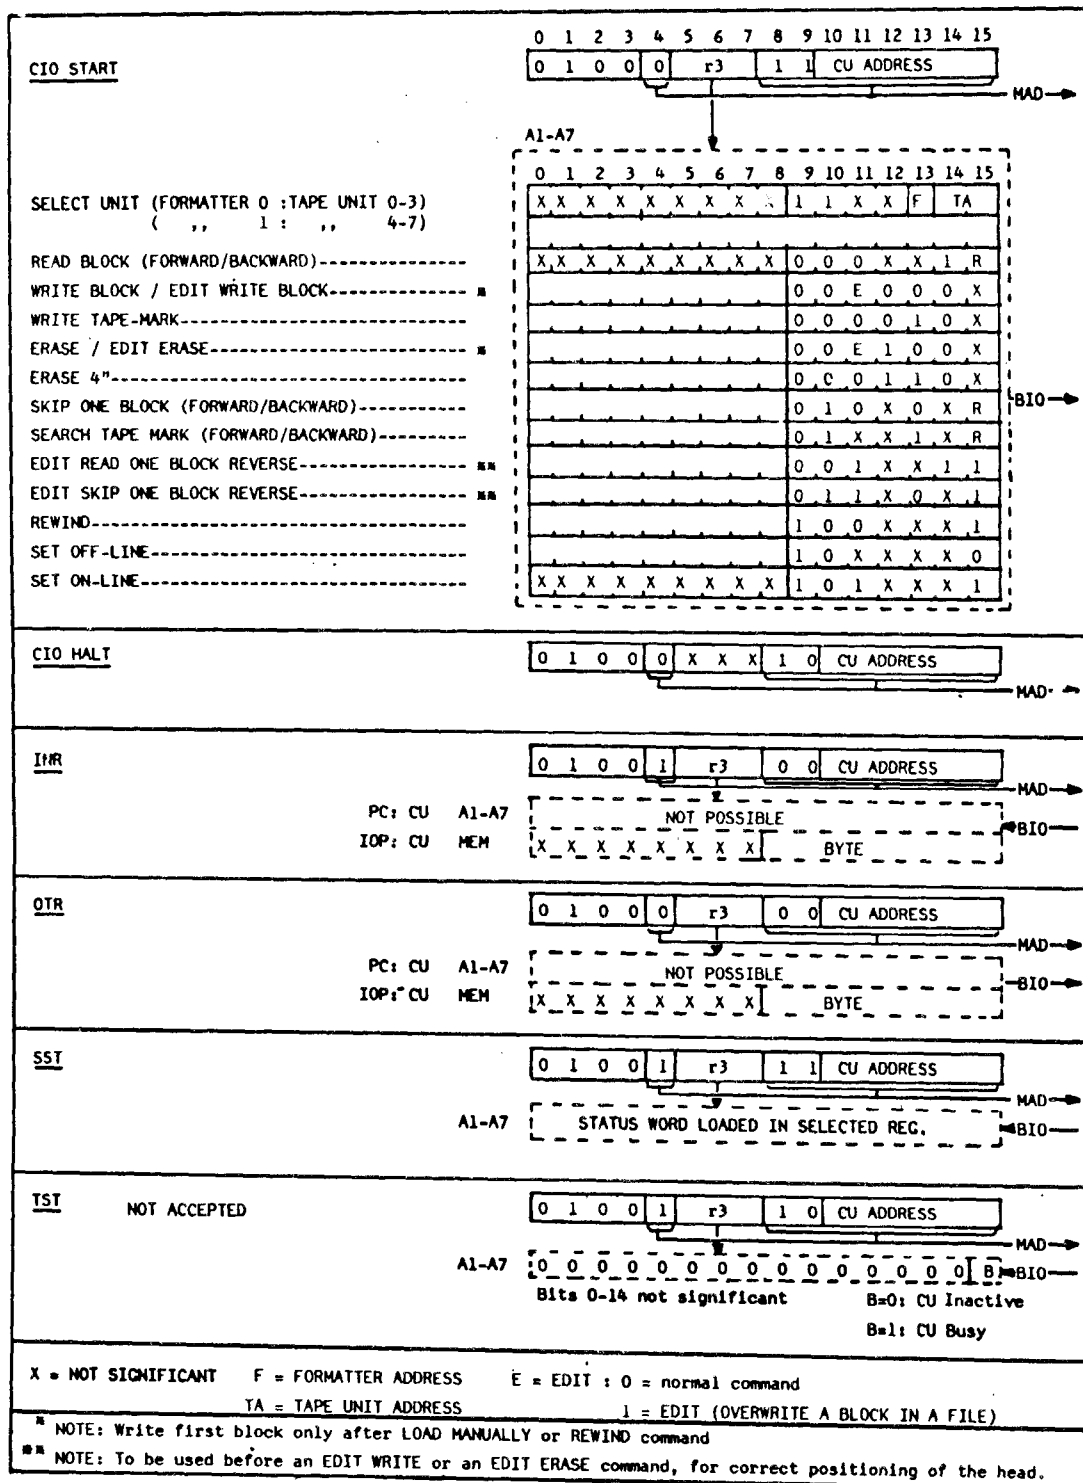 0 1 2 3 4 5 6 7 8 9 10 11 12 13 14 15
CIO START 0 1 0 0 0 r3 1 1 CU ADDRESS
MAD
A1-A7
0 1 2 3 4 5 6 7 8 9 10 11 12 13 14 15
SELECT UNIT (FORMATTER 0 :TAPE UNIT 0-3) X X X X X X X X X 1 1 X X F TA
( ,, 1 : ,, 4-7)
READ BLOCK (FORWARD/BACKWARD)--------------- X X X X X X X X X 0 0 0 X X 1 R
WRITE BLOCK / EDIT WRITE BLOCK-------------- * 0 0 E 0 0 0 X
WRITE TAPE-MARK----------------------------- 0 0 0 0 1 0 X
ERASE / EDIT ERASE-------------------------- * 0 0 E 1 0 0 X
ERASE 4"------------------------------------ 0 0 0 1 1 0 X
SKIP ONE BLOCK (FORWARD/BACKWARD)----------- 0 1 0 X 0 X R
BIO
SEARCH TAPE MARK (FORWARD/BACKWARD)--------- 0 1 X X 1 X R
EDIT READ ONE BLOCK REVERSE----------------- ** 0 0 1 X X 1 1
EDIT SKIP ONE BLOCK REVERSE----------------- ** 0 1 1 X 0 X 1
REWIND-------------------------------------- 1 0 0 X X X 1
SET OFF-LINE-------------------------------- 1 0 X X X X 0
SET ON-LINE--------------------------------- X X X X X X X X X 1 0 1 X X X 1
CIO HALT 0 1 0 0 0 X X X 1 0 CU ADDRESS
MAD
INR 0 1 0 0 1 r3 0 0 CU ADDRESS
MAD
PC: CU A1-A7 NOT POSSIBLE BIO
IOP: CU MEM X X X X X X X X BYTE
OTR 0 1 0 0 0 r3 0 0 CU ADDRESS
MAD
PC: CU A1-A7 NOT POSSIBLE BIO
IOP: CU MEM X X X X X X X X BYTE
SST 0 1 0 0 1 r3 1 1 CU ADDRESS
MAD
A1-A7 STATUS WORD LOADED IN SELECTED REG. BIO
TST NOT ACCEPTED 0 1 0 0 1 r3 1 0 CU ADDRESS
MAD
A1-A7 0 0 0 0 0 0 0 0 0 0 0 0 0 0 0 B BIO
Bits 0-14 not significant B=0: CU Inactive
B=1: CU Busy
X = NOT SIGNIFICANT F = FORMATTER ADDRESS E = EDIT : 0 = normal command
TA = TAPE UNIT ADDRESS 1 = EDIT (OVERWRITE A BLOCK IN A FILE)
* NOTE: Write first block only after LOAD MANUALLY or REWIND command
** NOTE: To be used before an EDIT WRITE or an EDIT ERASE command, for correct positioning of the head.